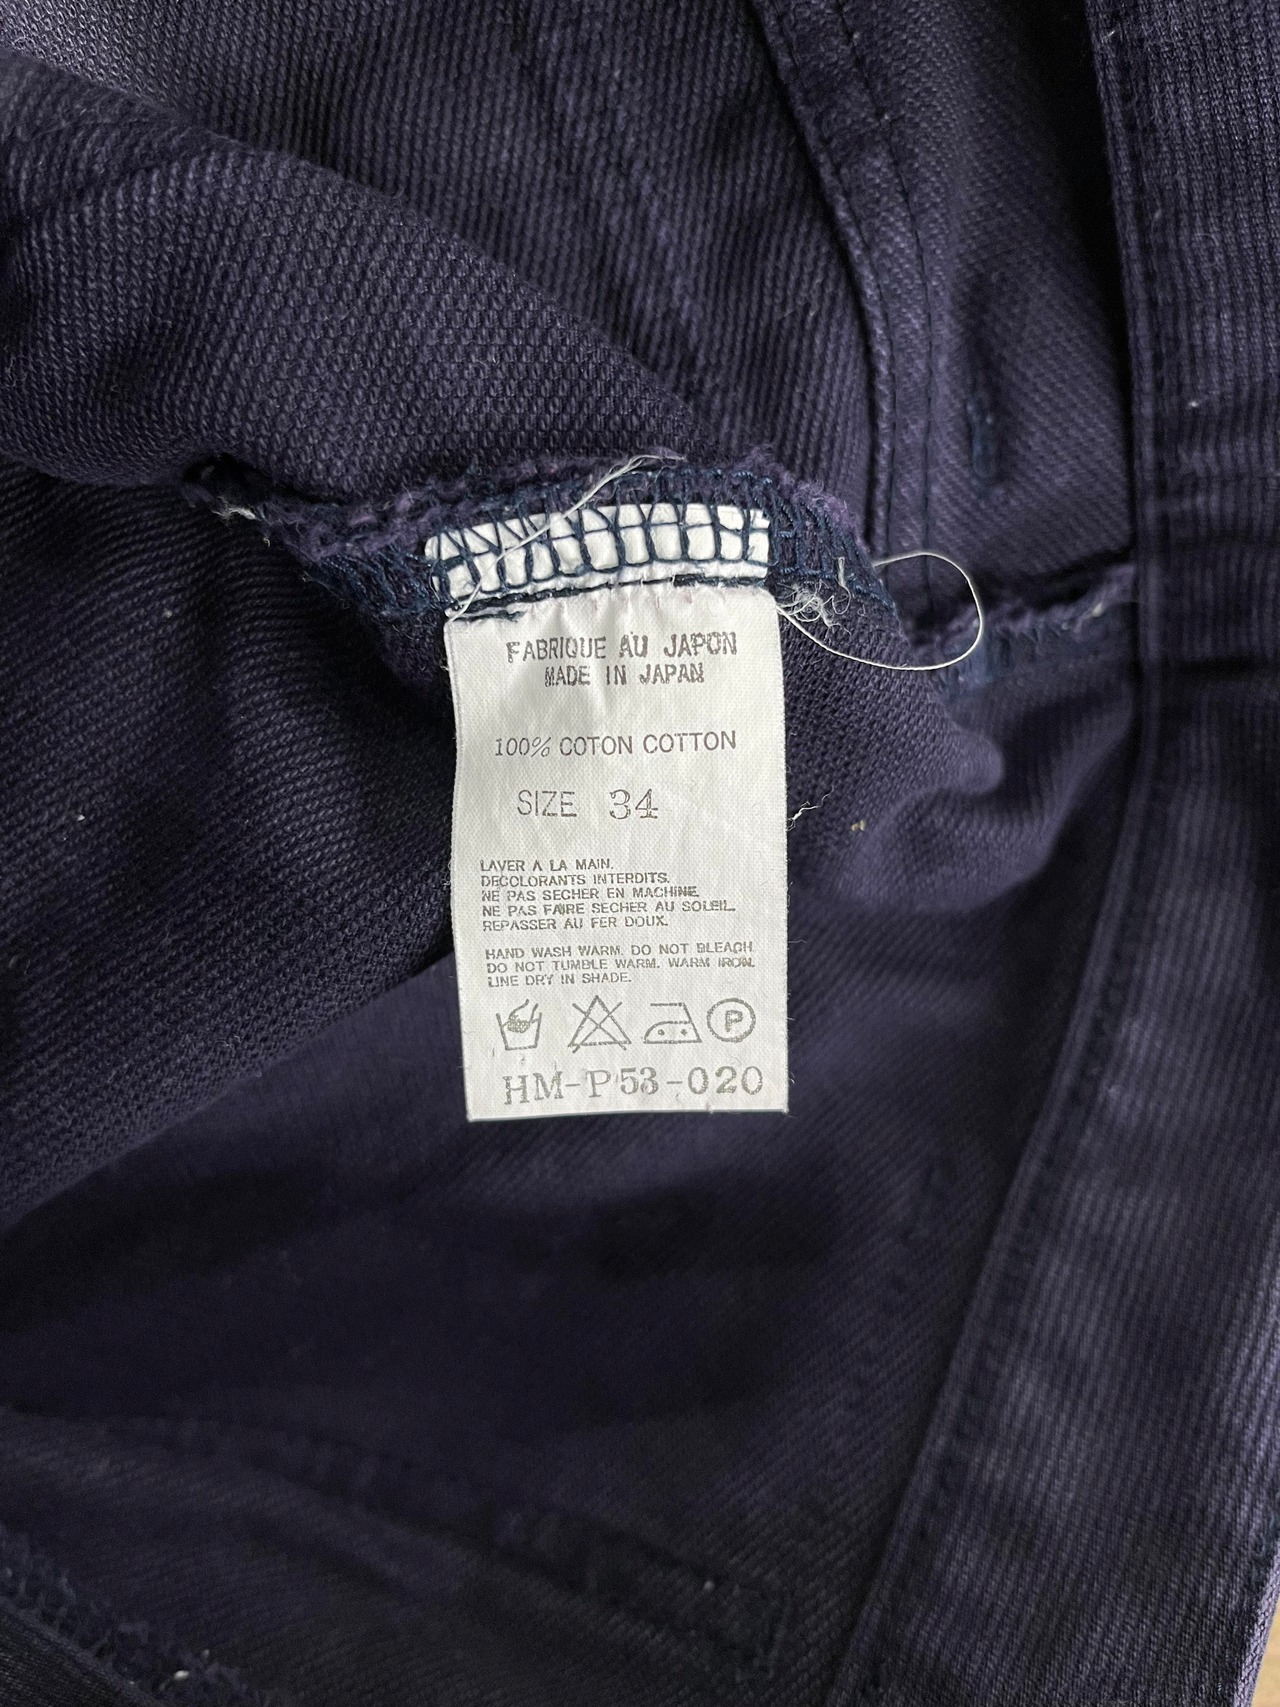 FABRIQUE AU JAPON
MADE IN JAPAN
100% COTON COTTON
SIZE 34
LAVER A LA MAIN.
DECOLORANTS INTERDITS.
NE PAS SECHER EN MACHINE.
NE PAS FAIRE SECHER AU SOLEIL.
REPASSER AU FER DOUX.
HAND WASH WARM. DO NOT BLEACH
DO NOT TUMBLE WARM. WARM IRON.
LINE DRY IN SHADE.
P
HM-P53-020